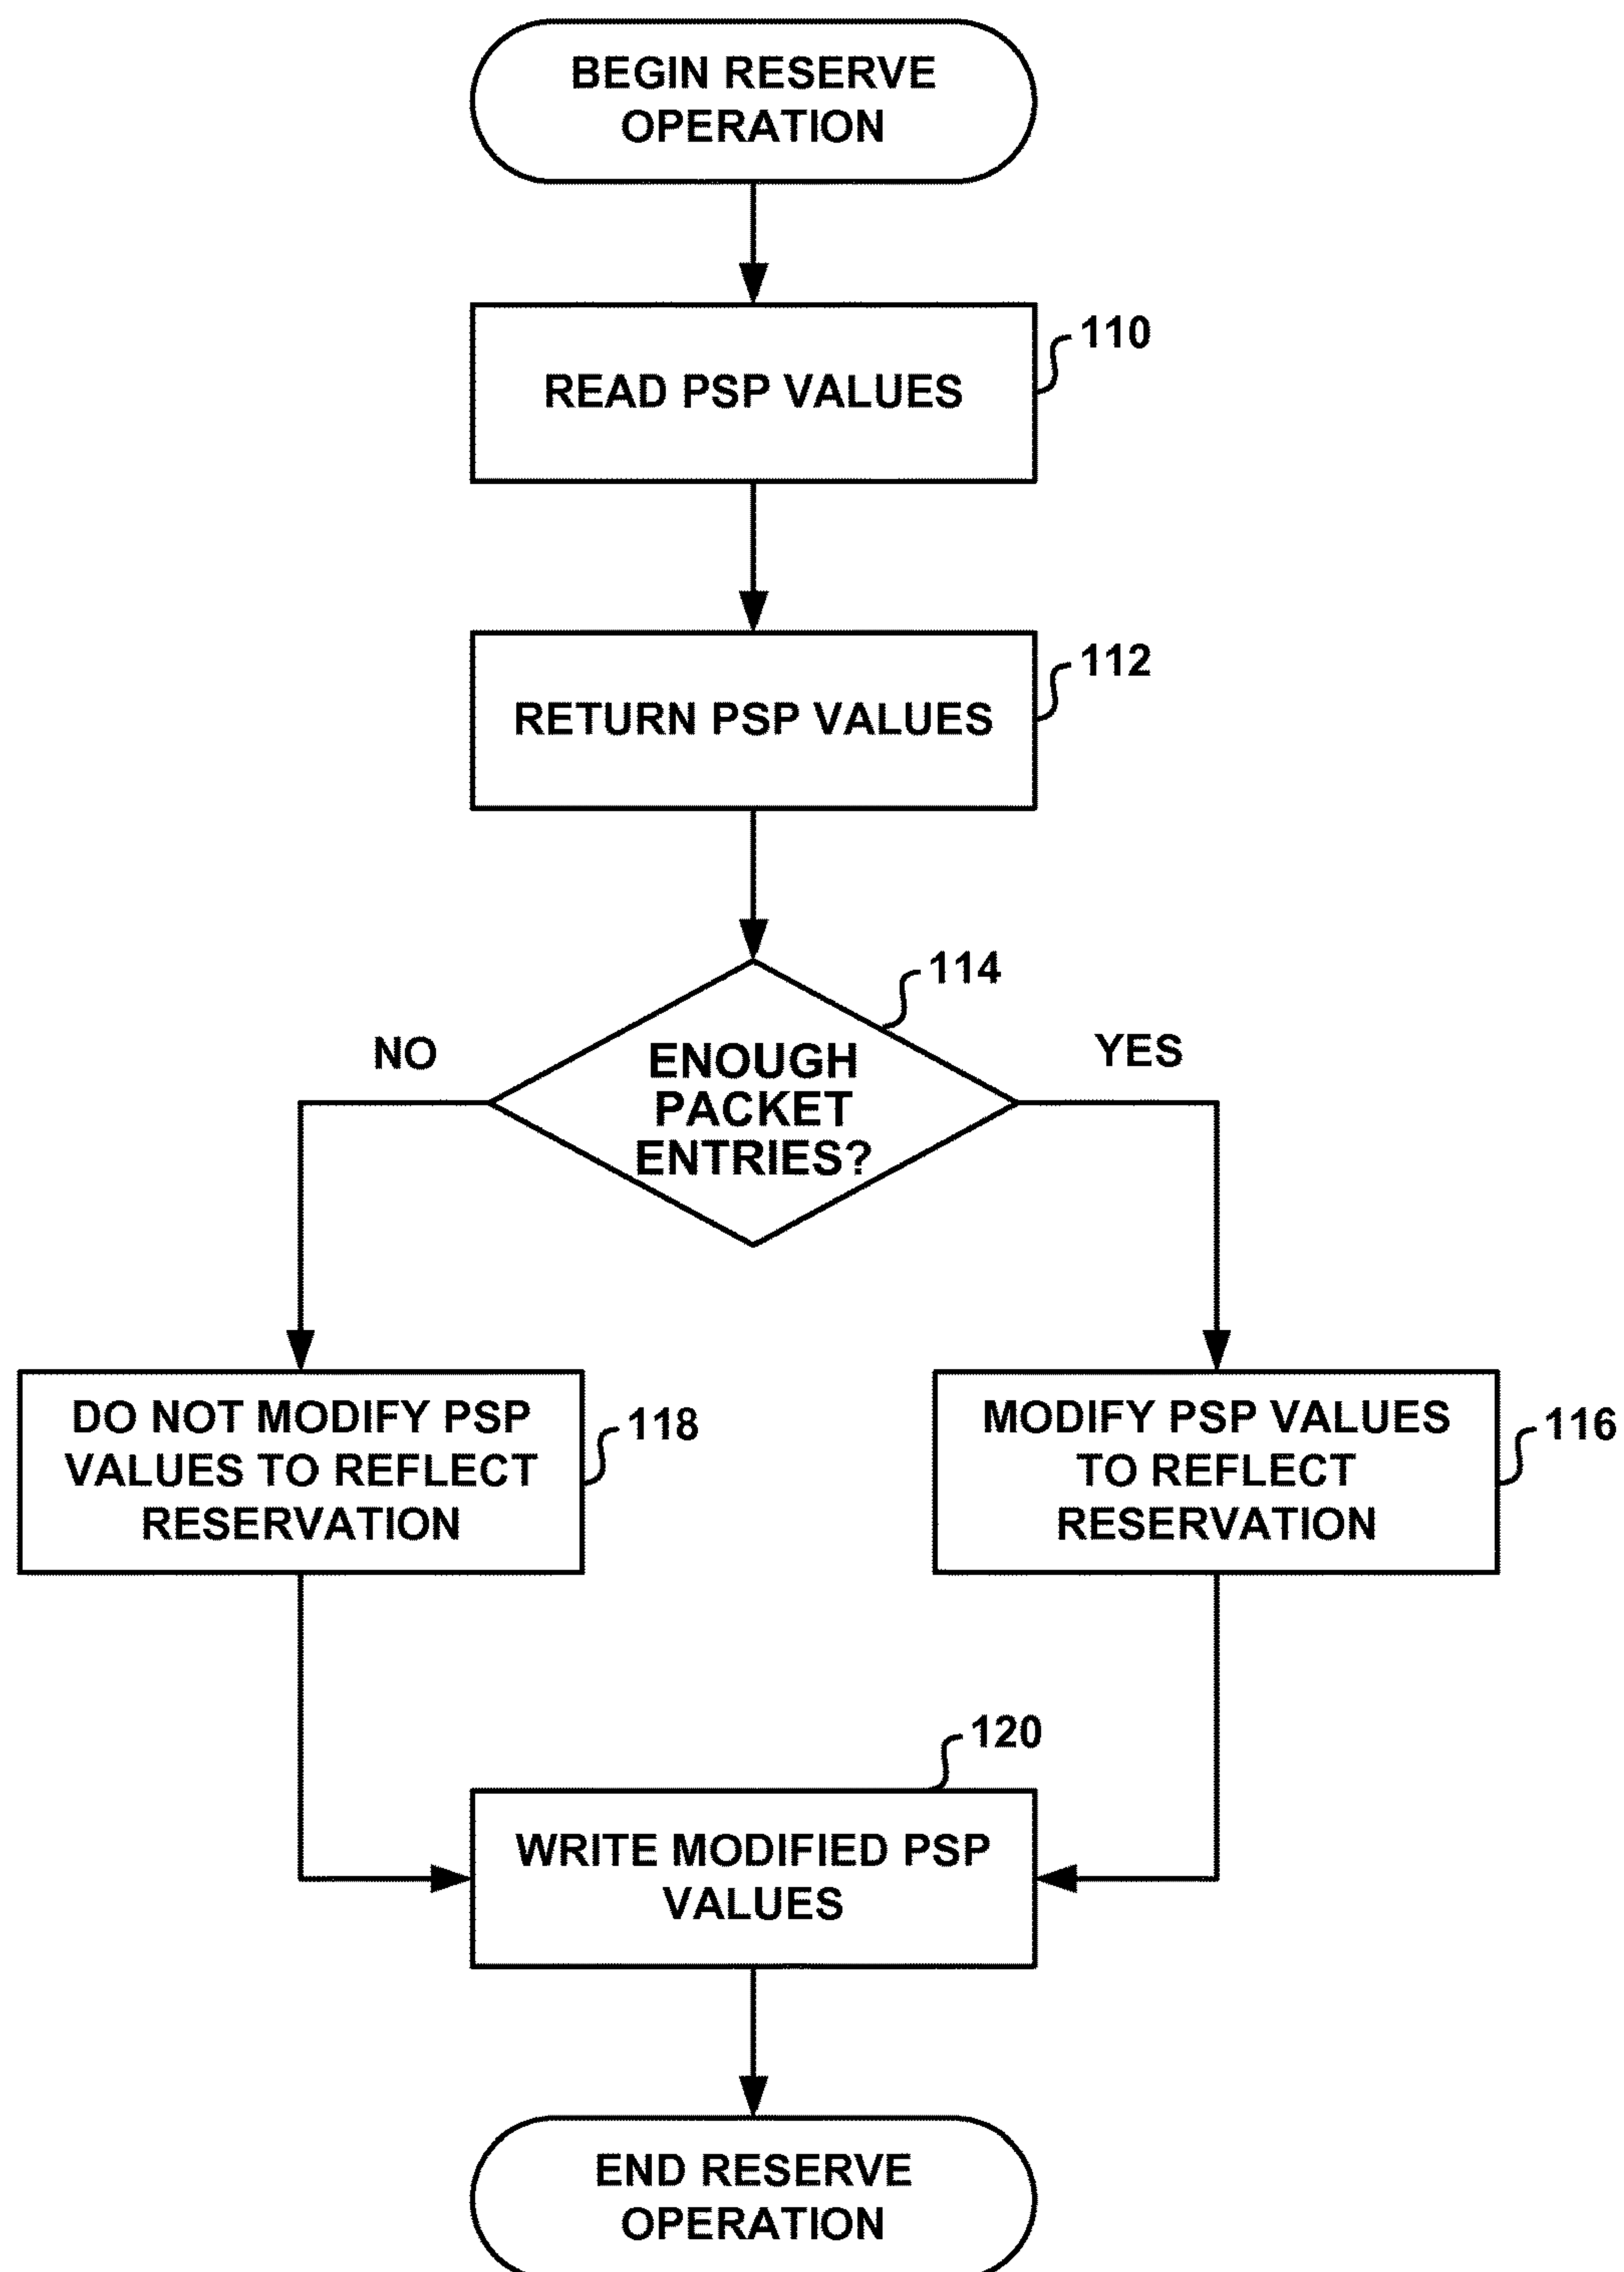 BEGIN RESERVE
OPERATION
110
READ PSP VALUES
112
RETURN PSP VALUES
114
NO
YES
ENOUGH
PACKET
ENTRIES?
DO NOT MODIFY PSP
VALUES TO REFLECT
RESERVATION
118
MODIFY PSP VALUES
TO REFLECT
RESERVATION
116
120
WRITE MODIFIED PSP
VALUES
END RESERVE
OPERATION